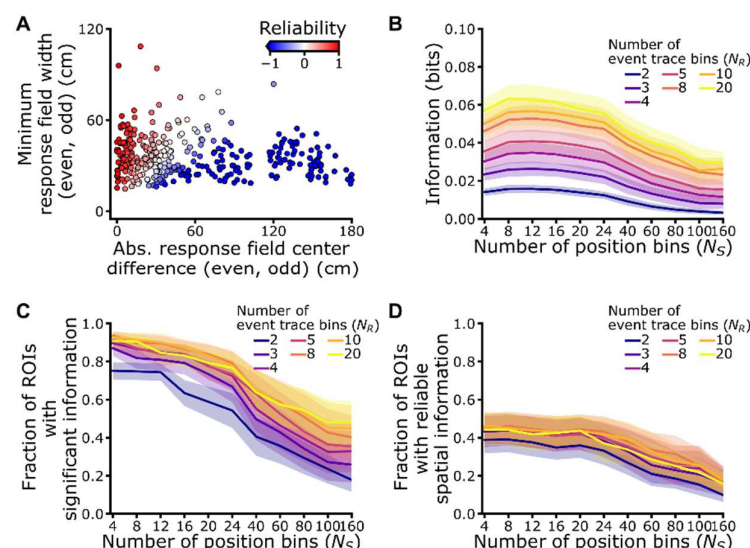 A
Reliability
−1 0 1
120
60
0
Minimum
response field width
(even, odd) (cm)
0 60 120 180
Abs. response field center
difference (even, odd) (cm)
B
Number of
event trace bins (N_R)
2 5 10
3 8 20
4
0.10
0.08
0.06
0.04
0.02
0.00
Information (bits)
4 8 12 16 20 24 40 60 80 100 160
Number of position bins (N_S)
C
Number of
event trace bins (N_R)
2 5 10
3 8 20
4
1.0
0.8
0.6
0.4
0.2
0.0
Fraction of ROIs
with
significant information
4 8 12 16 20 24 40 60 80 100 160
Number of position bins (N_S)
D
Number of
event trace bins (N_R)
2 5 10
3 8 20
4
1.0
0.8
0.6
0.4
0.2
0.0
Fraction of ROIs
with reliable
spatial information
4 8 10 12 16 20 24 40 60 80 100 160
Number of position bins (N_S)